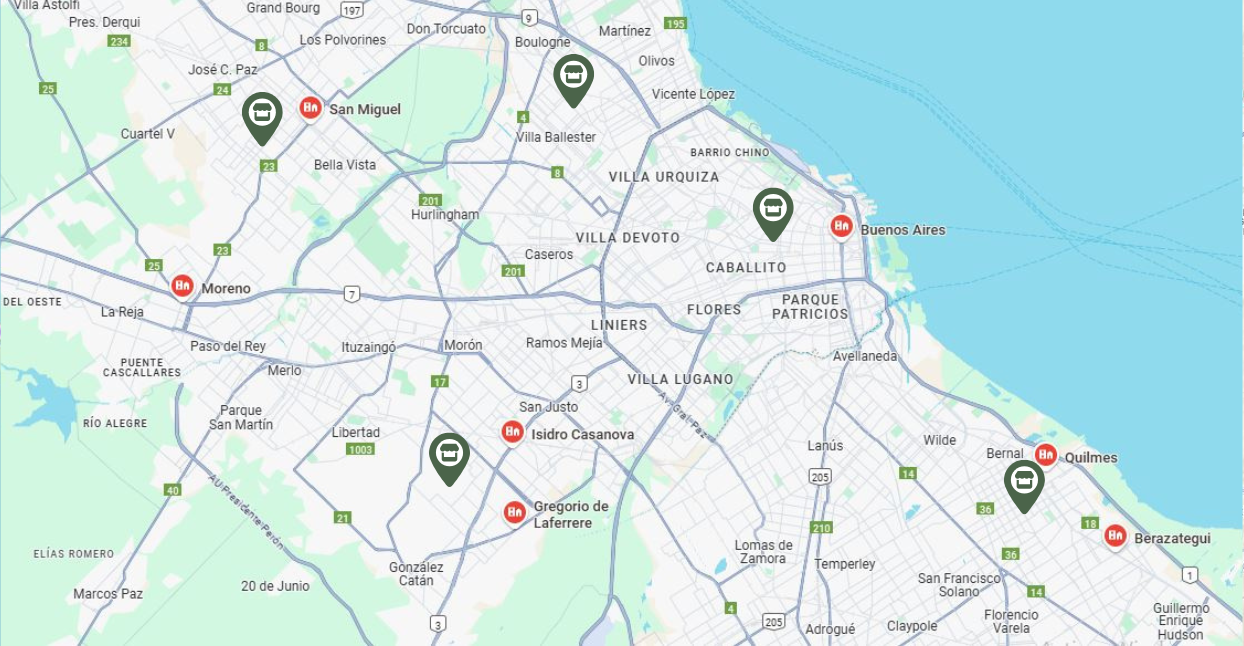 Villa Astolfi
Grand Bourg
197
9
Martínez
195
Pres. Derqui
234
Don Torcuato
Boulogne
8
Los Polvorines
Olivos
José C. Paz
25
24
Vicente López
San Miguel
4
Cuartel V
Villa Ballester
BARRIO CHINO
23
Bella Vista
8
VILLA URQUIZA
201
Hurlingham
Buenos Aires
VILLA DEVOTO
23
Caseros
25
201
CABALLITO
Moreno
7
DEL OESTE
La Reja
FLORES
PARQUE
PATRICIOS
LINIERS
Paso del Rey
Ituzaingó
Morón
Ramos Mejía
Avellaneda
PUENTE
CASCALLARES
Merlo
17
3
VILLA LUGANO
Av. Gral. Paz
San Justo
Parque
San Martín
RÍO ALEGRE
Libertad
1003
Isidro Casanova
Lanús
Wilde
Bernal
Quilmes
205
14
40
AU Presidente Perón
21
Gregorio de
Laferrere
36
18
210
Berazategui
ELÍAS ROMERO
Lomas de
Zamora
36
Temperley
González
Catán
1
20 de Junio
San Francisco
Solano
14
Marcos Paz
4
3
205
Adrogué
Claypole
Florencio
Varela
Guillermo
Enrique
Hudson